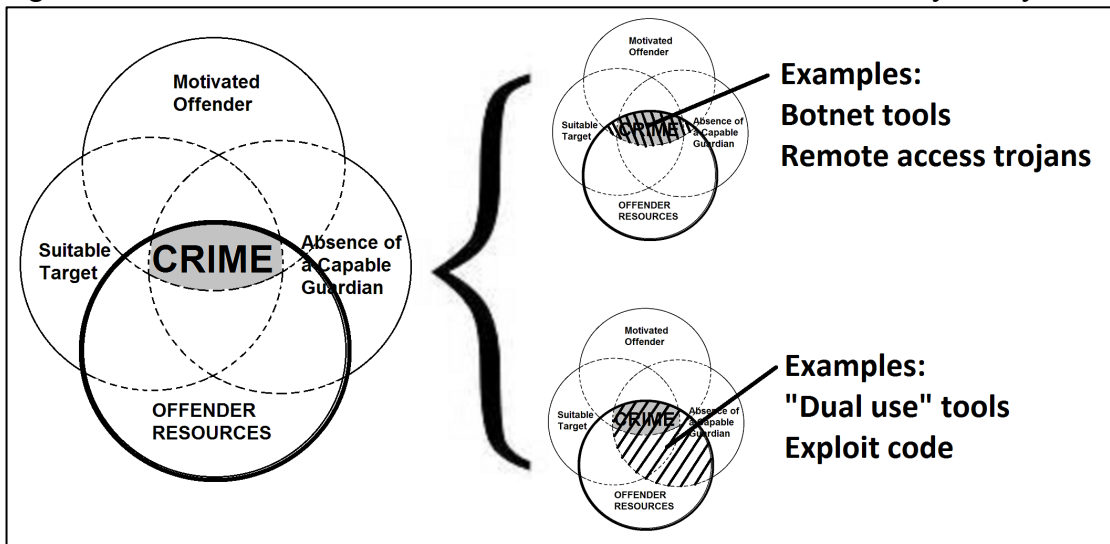 Motivated
Offender
Suitable
Target
CRIME
Absence of
a Capable
Guardian
OFFENDER
RESOURCES
Motivated
Offender
Suitable
Target
CRIME
Absence of
a Capable
Guardian
OFFENDER
RESOURCES
Examples:
Botnet tools
Remote access trojans
Motivated
Offender
Suitable
Target
CRIME
Absence of
a Capable
Guardian
OFFENDER
RESOURCES
Examples:
"Dual use" tools
Exploit code